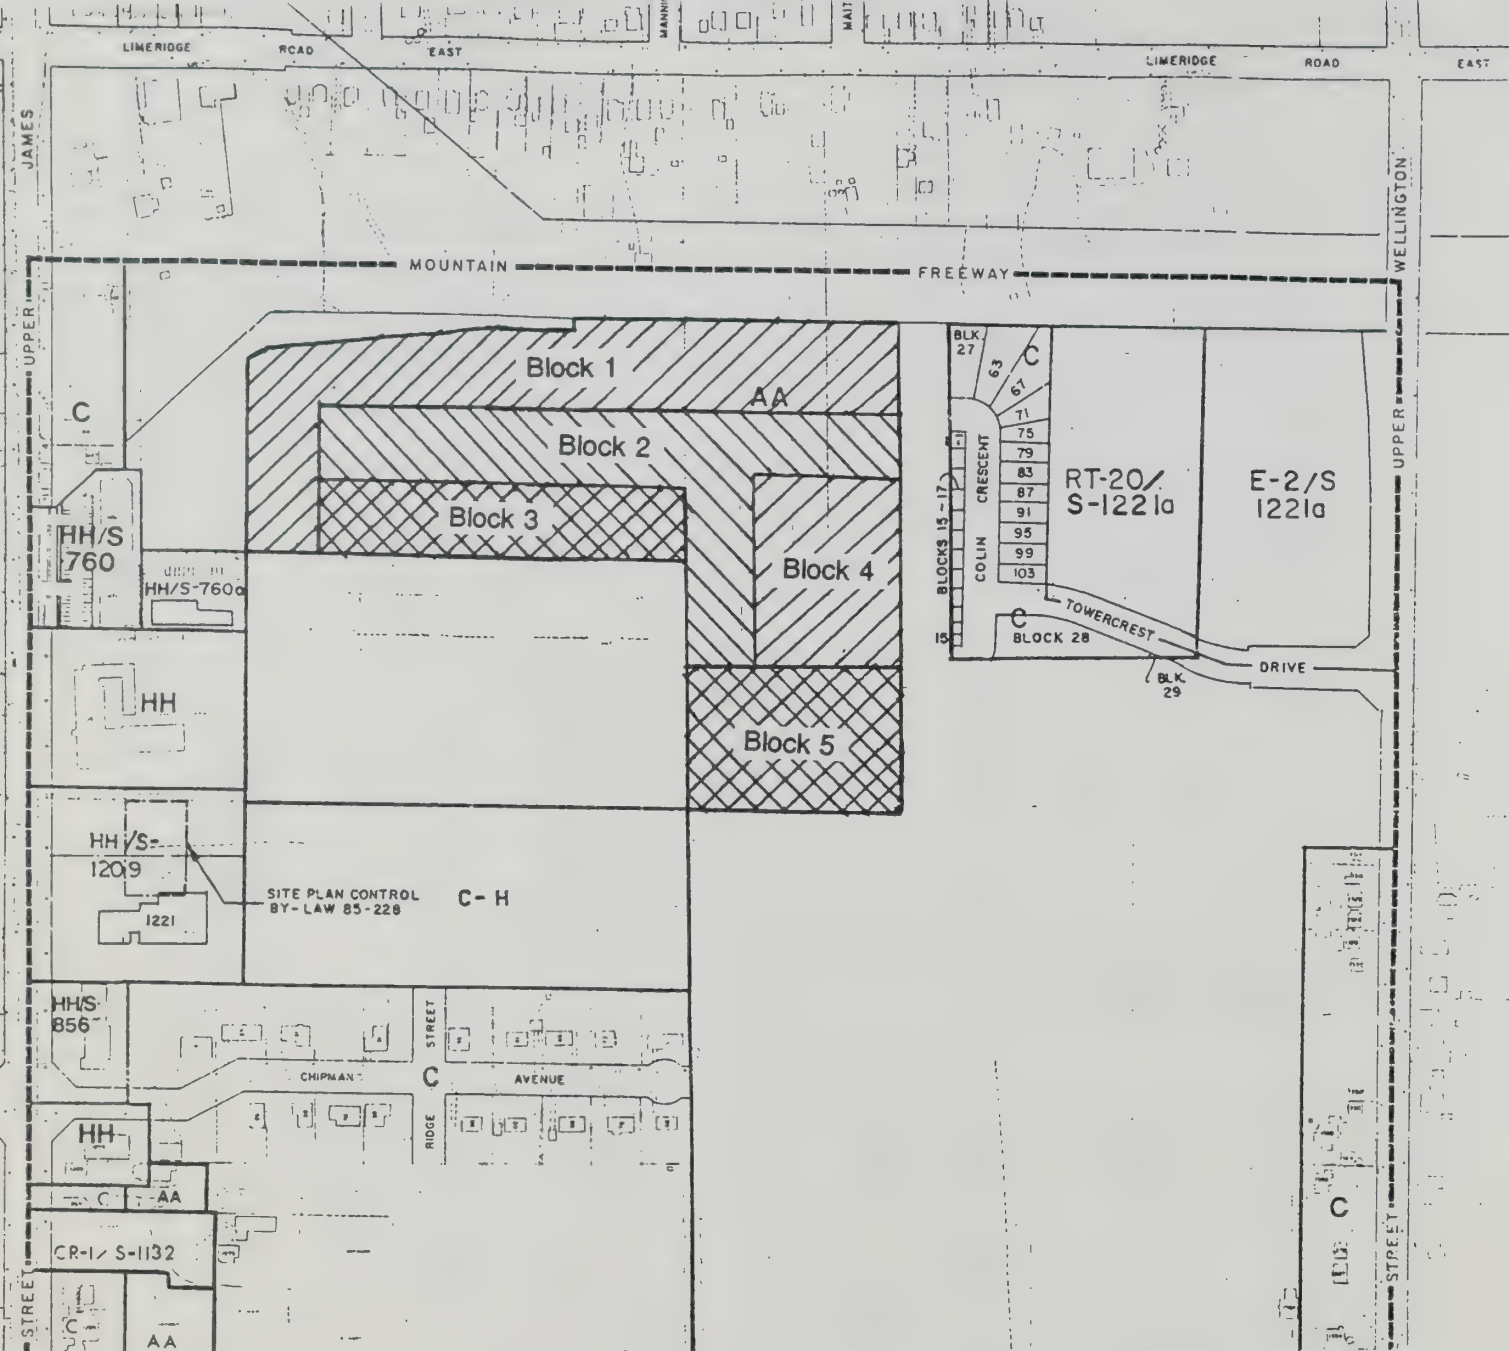 MAIT
LIMERIDGE ROAD EAST
LIMERIDGE ROAD EAST
JAMES
UPPER
MOUNTAIN FREEWAY
WELLINGTON
UPPER
BLK.
27
63
C
67
71
75
79
83
87
91
95
99
103
Block 1
AA
Block 2
Block 3
Block 4
Block 5
C
HH/S
760
HH/S-760a
BLOCKS 15-17
COLIN CRESCENT
RT-20/
S-1221a
E-2/S
1221a
15
C
BLOCK 28
TOWERCREST
DRIVE
BLK.
29
HH
HH/S-
1209
1221
SITE PLAN CONTROL
BY-LAW 85-228
C-H
HH/S
856
STREET
CHIPMAN
C
AVENUE
RIDGE
HH
C
AA
CR-1/S-1132
C
AA
STREET
C
STREET